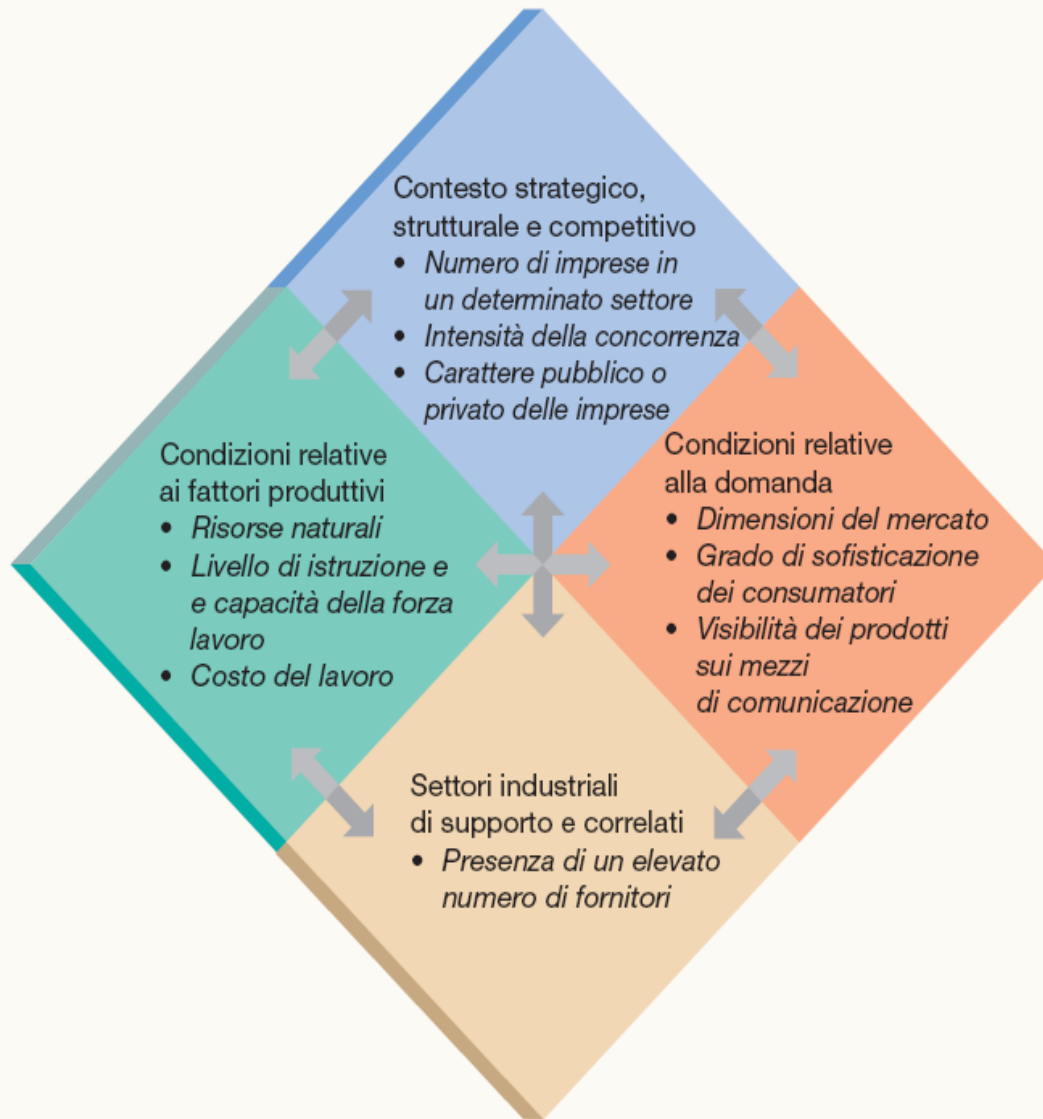 Contesto strategico,
strutturale e competitivo
• Numero di imprese in
un determinato settore
• Intensità della concorrenza
• Carattere pubblico o
privato delle imprese
Condizioni relative
ai fattori produttivi
• Risorse naturali
• Livello di istruzione e
e capacità della forza
lavoro
• Costo del lavoro
Condizioni relative
alla domanda
• Dimensioni del mercato
• Grado di sofisticazione
dei consumatori
• Visibilità dei prodotti
sui mezzi
di comunicazione
Settori industriali
di supporto e correlati
• Presenza di un elevato
numero di fornitori